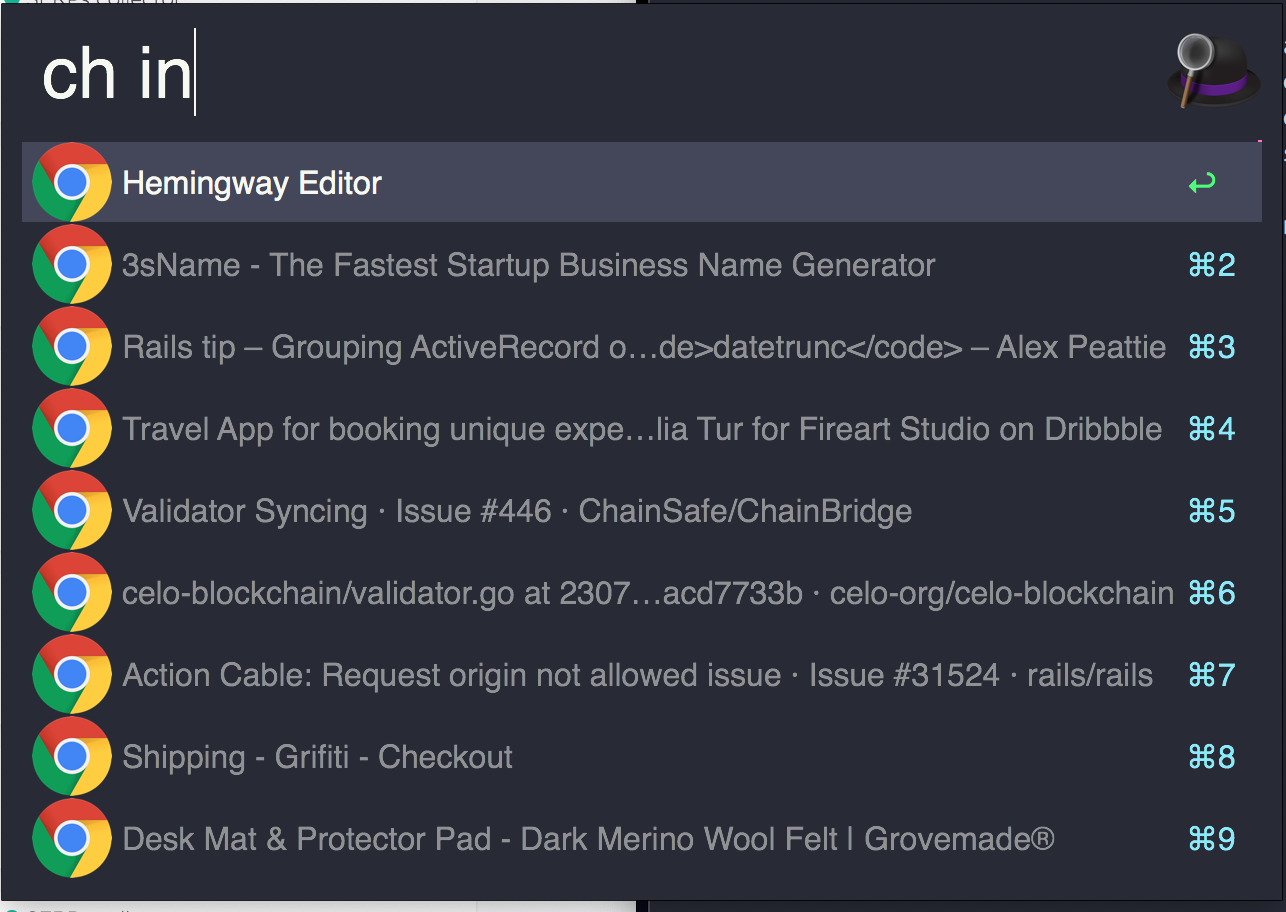 ch in
Hemingway Editor
3sName - The Fastest Startup Business Name Generator ⌘2
Rails tip – Grouping ActiveRecord o…de>datetrunc</code> – Alex Peattie ⌘3
Travel App for booking unique expe…lia Tur for Fireart Studio on Dribbble ⌘4
Validator Syncing · Issue #446 · ChainSafe/ChainBridge ⌘5
celo-blockchain/validator.go at 2307…acd7733b · celo-org/celo-blockchain ⌘6
Action Cable: Request origin not allowed issue · Issue #31524 · rails/rails ⌘7
Shipping - Grifiti - Checkout ⌘8
Desk Mat & Protector Pad - Dark Merino Wool Felt | Grovemade® ⌘9